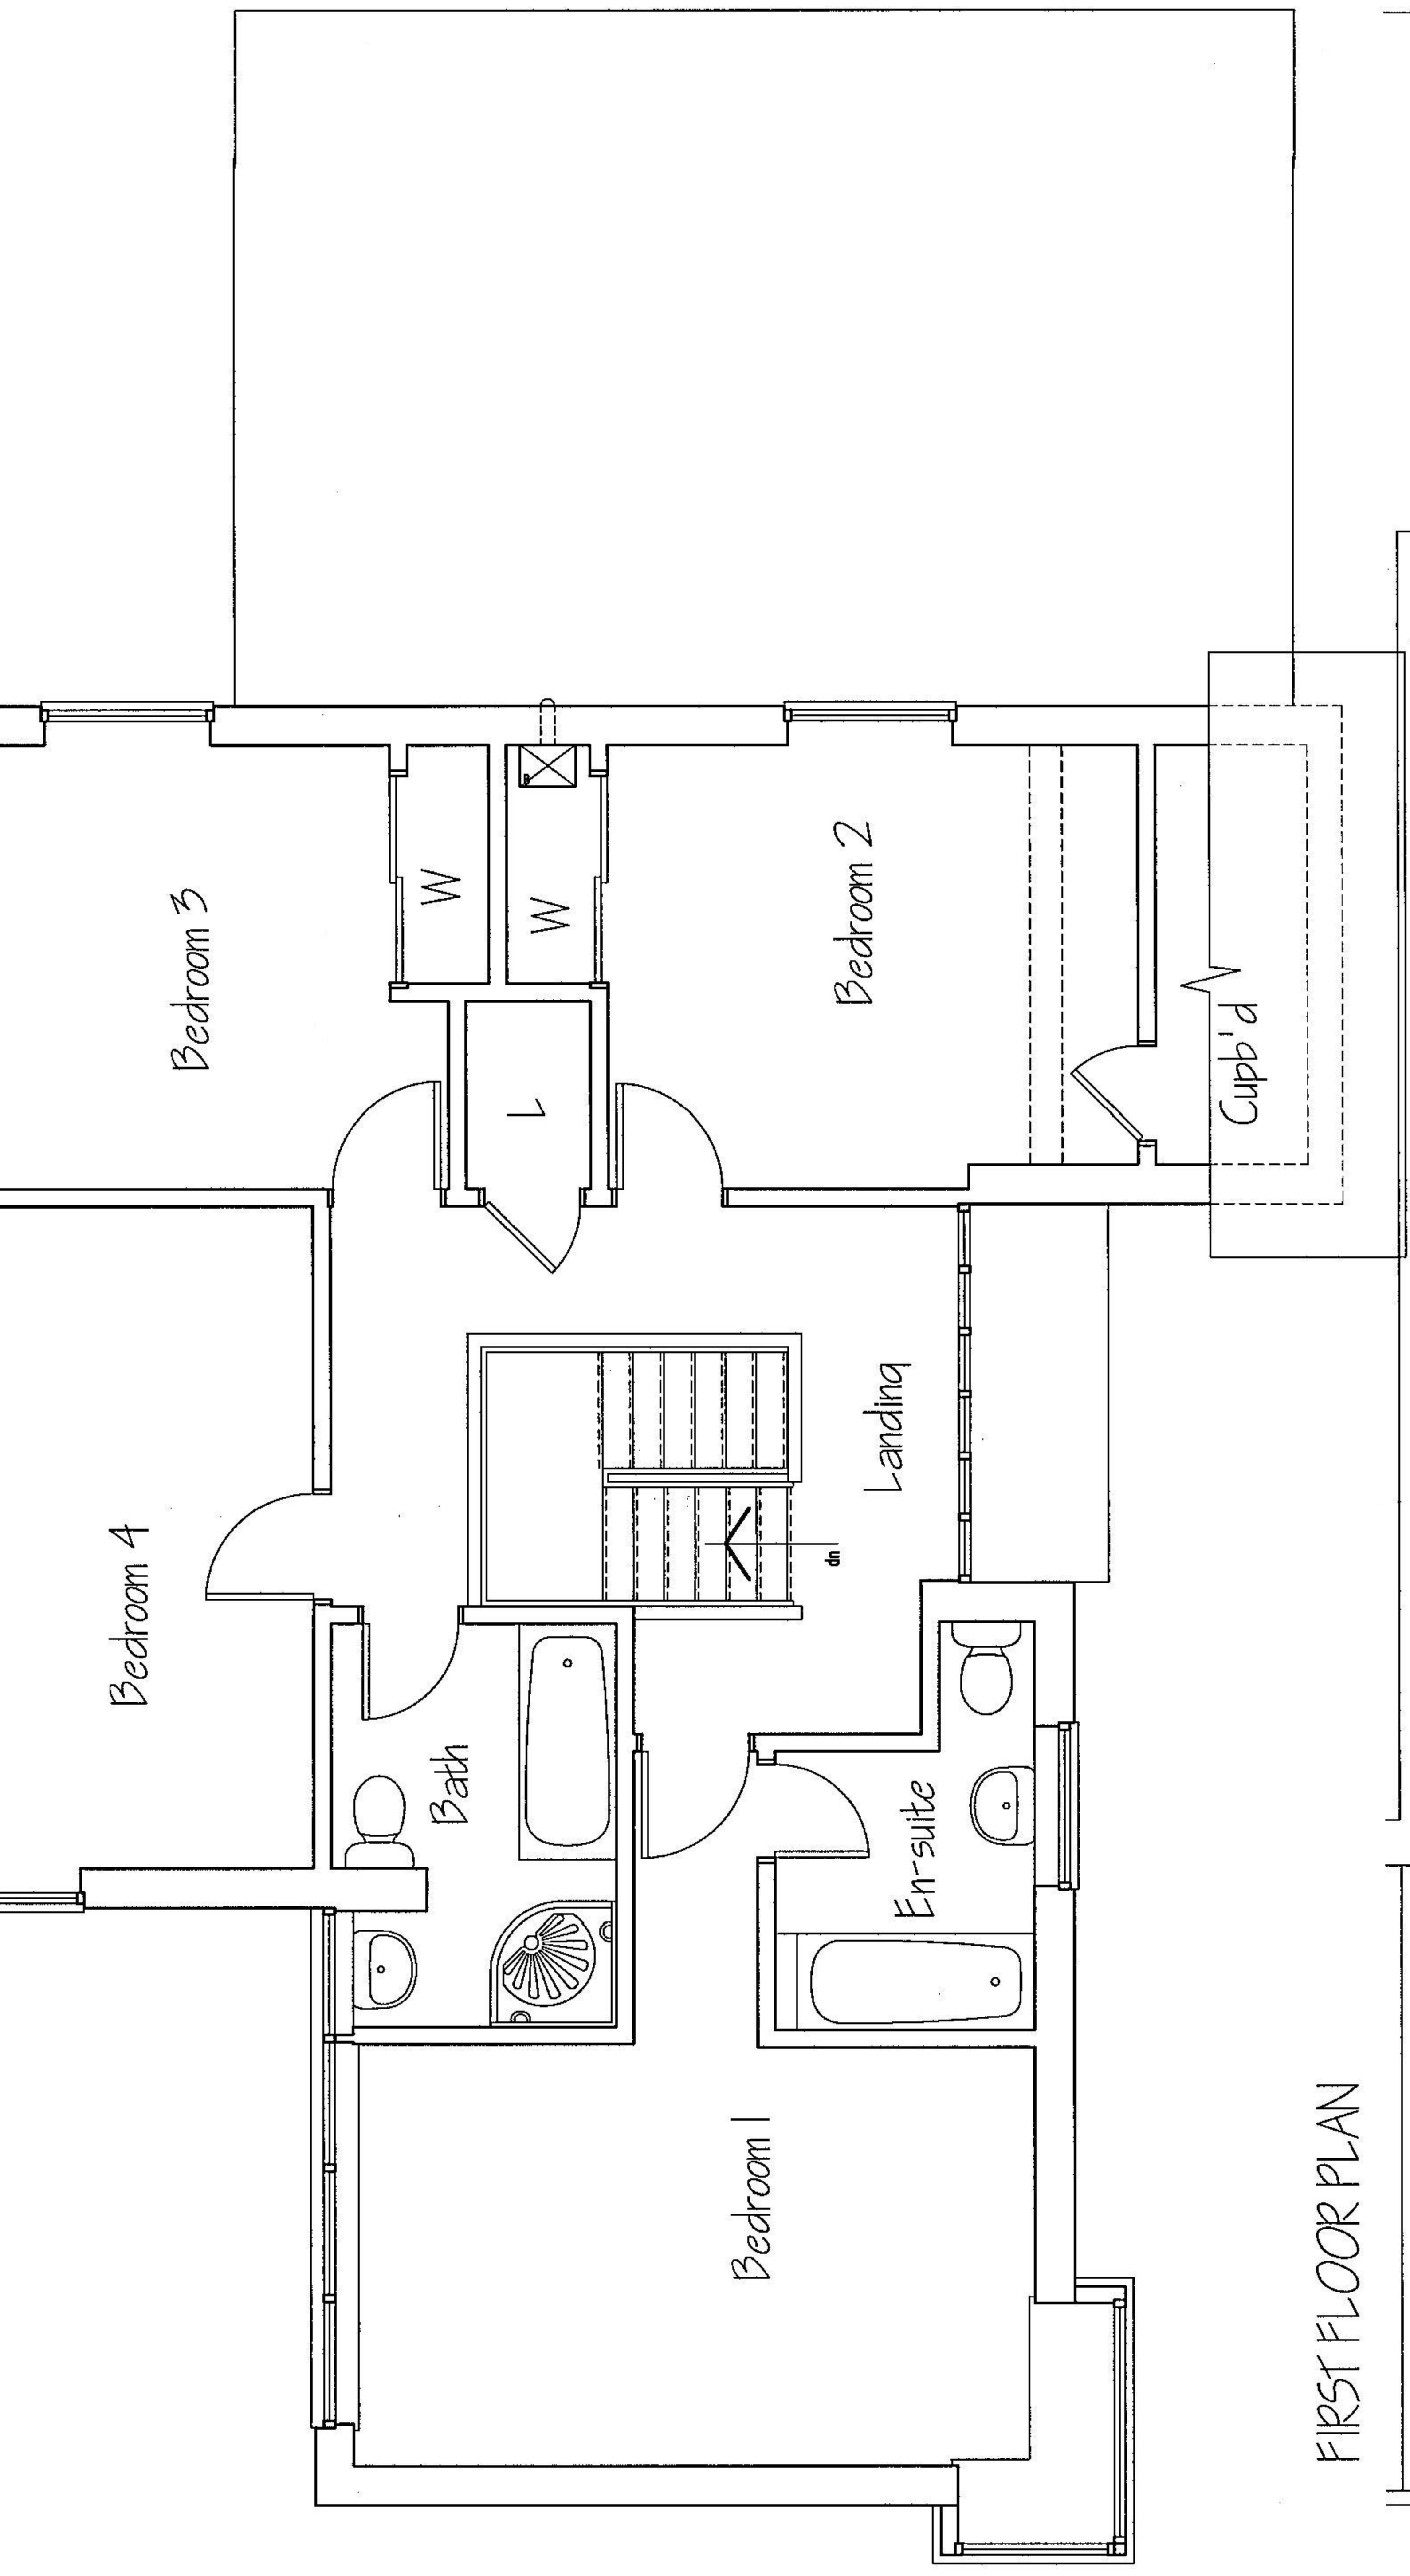 Bedroom 4
Bedroom 3
Bath
L
W
W
Bedroom 1
En-suite
Landing
dn
Bedroom 2
Cupb'd
FIRST FLOOR PLAN